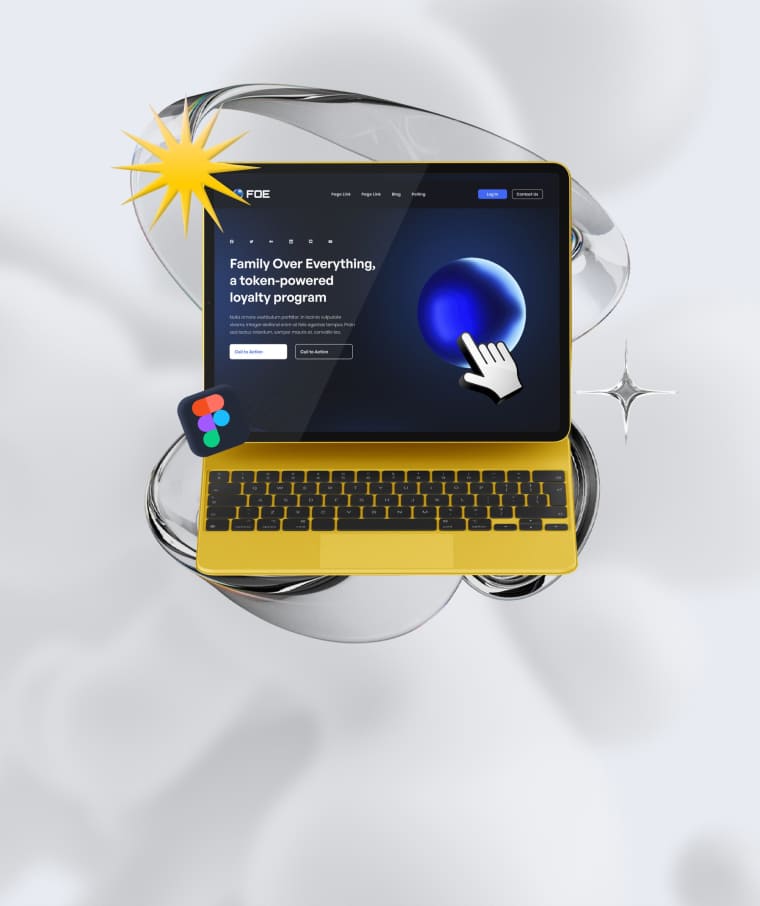 FOE
Page Link Page Link Blog Polling
Log In Contact Us
Family Over Everything,
a token-powered
loyalty program
Call to Action Call to Action
Q W E R T Y U I O P
A S D F G H J K L
Z X C V B N M